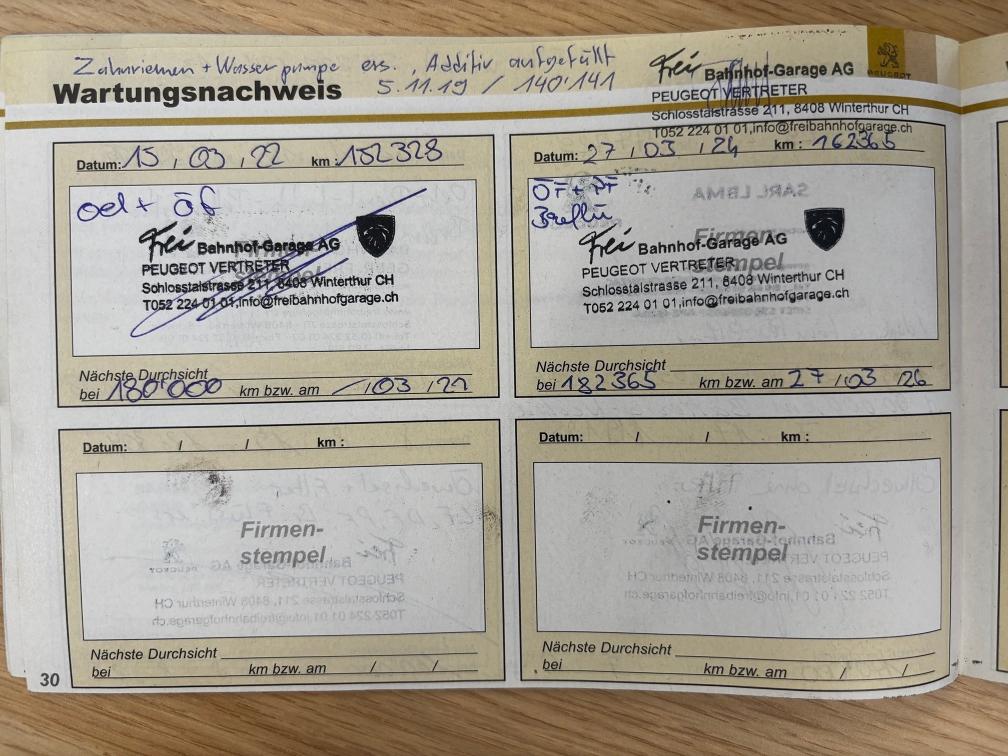 Zahnriemen + Wasserpumpe ers., Additiv aufgefüllt
5.11.19 / 140'141
Wartungsnachweis
Frei Bahnhof-Garage AG
PEUGEOT VERTRETER
Schlosstalstrasse 211, 8408 Winterthur CH
T052 224 01 01,info@freibahnhofgarage.ch
PEUGEOT
Datum: 15 / 03 / 22 km : 152328
oel + öf
Frei Bahnhof-Garage AG
PEUGEOT VERTRETER
Firmen-
stempel
Schlosstalstrasse 211, 8408 Winterthur CH
T052 224 01 01,info@freibahnhofgarage.ch
Nächste Durchsicht
bei 180'000 km bzw. am / 03 /
Datum: 27 / 03 / 24 km : 162365
ÖF + PF
Frei Bahnhof-Garage AG
PEUGEOT VERTRETER
Firmen-
stempel
Schlosstalstrasse 211, 8408 Winterthur CH
T052 224 01 01,info@freibahnhofgarage.ch
Nächste Durchsicht
bei 182365 km bzw. am 27 / 03 / 26
Datum: / / km :
Firmen-
stempel
Nächste Durchsicht
bei km bzw. am / /
Datum: / / km :
Firmen-
stempel
Nächste Durchsicht
bei km bzw. am / /
30